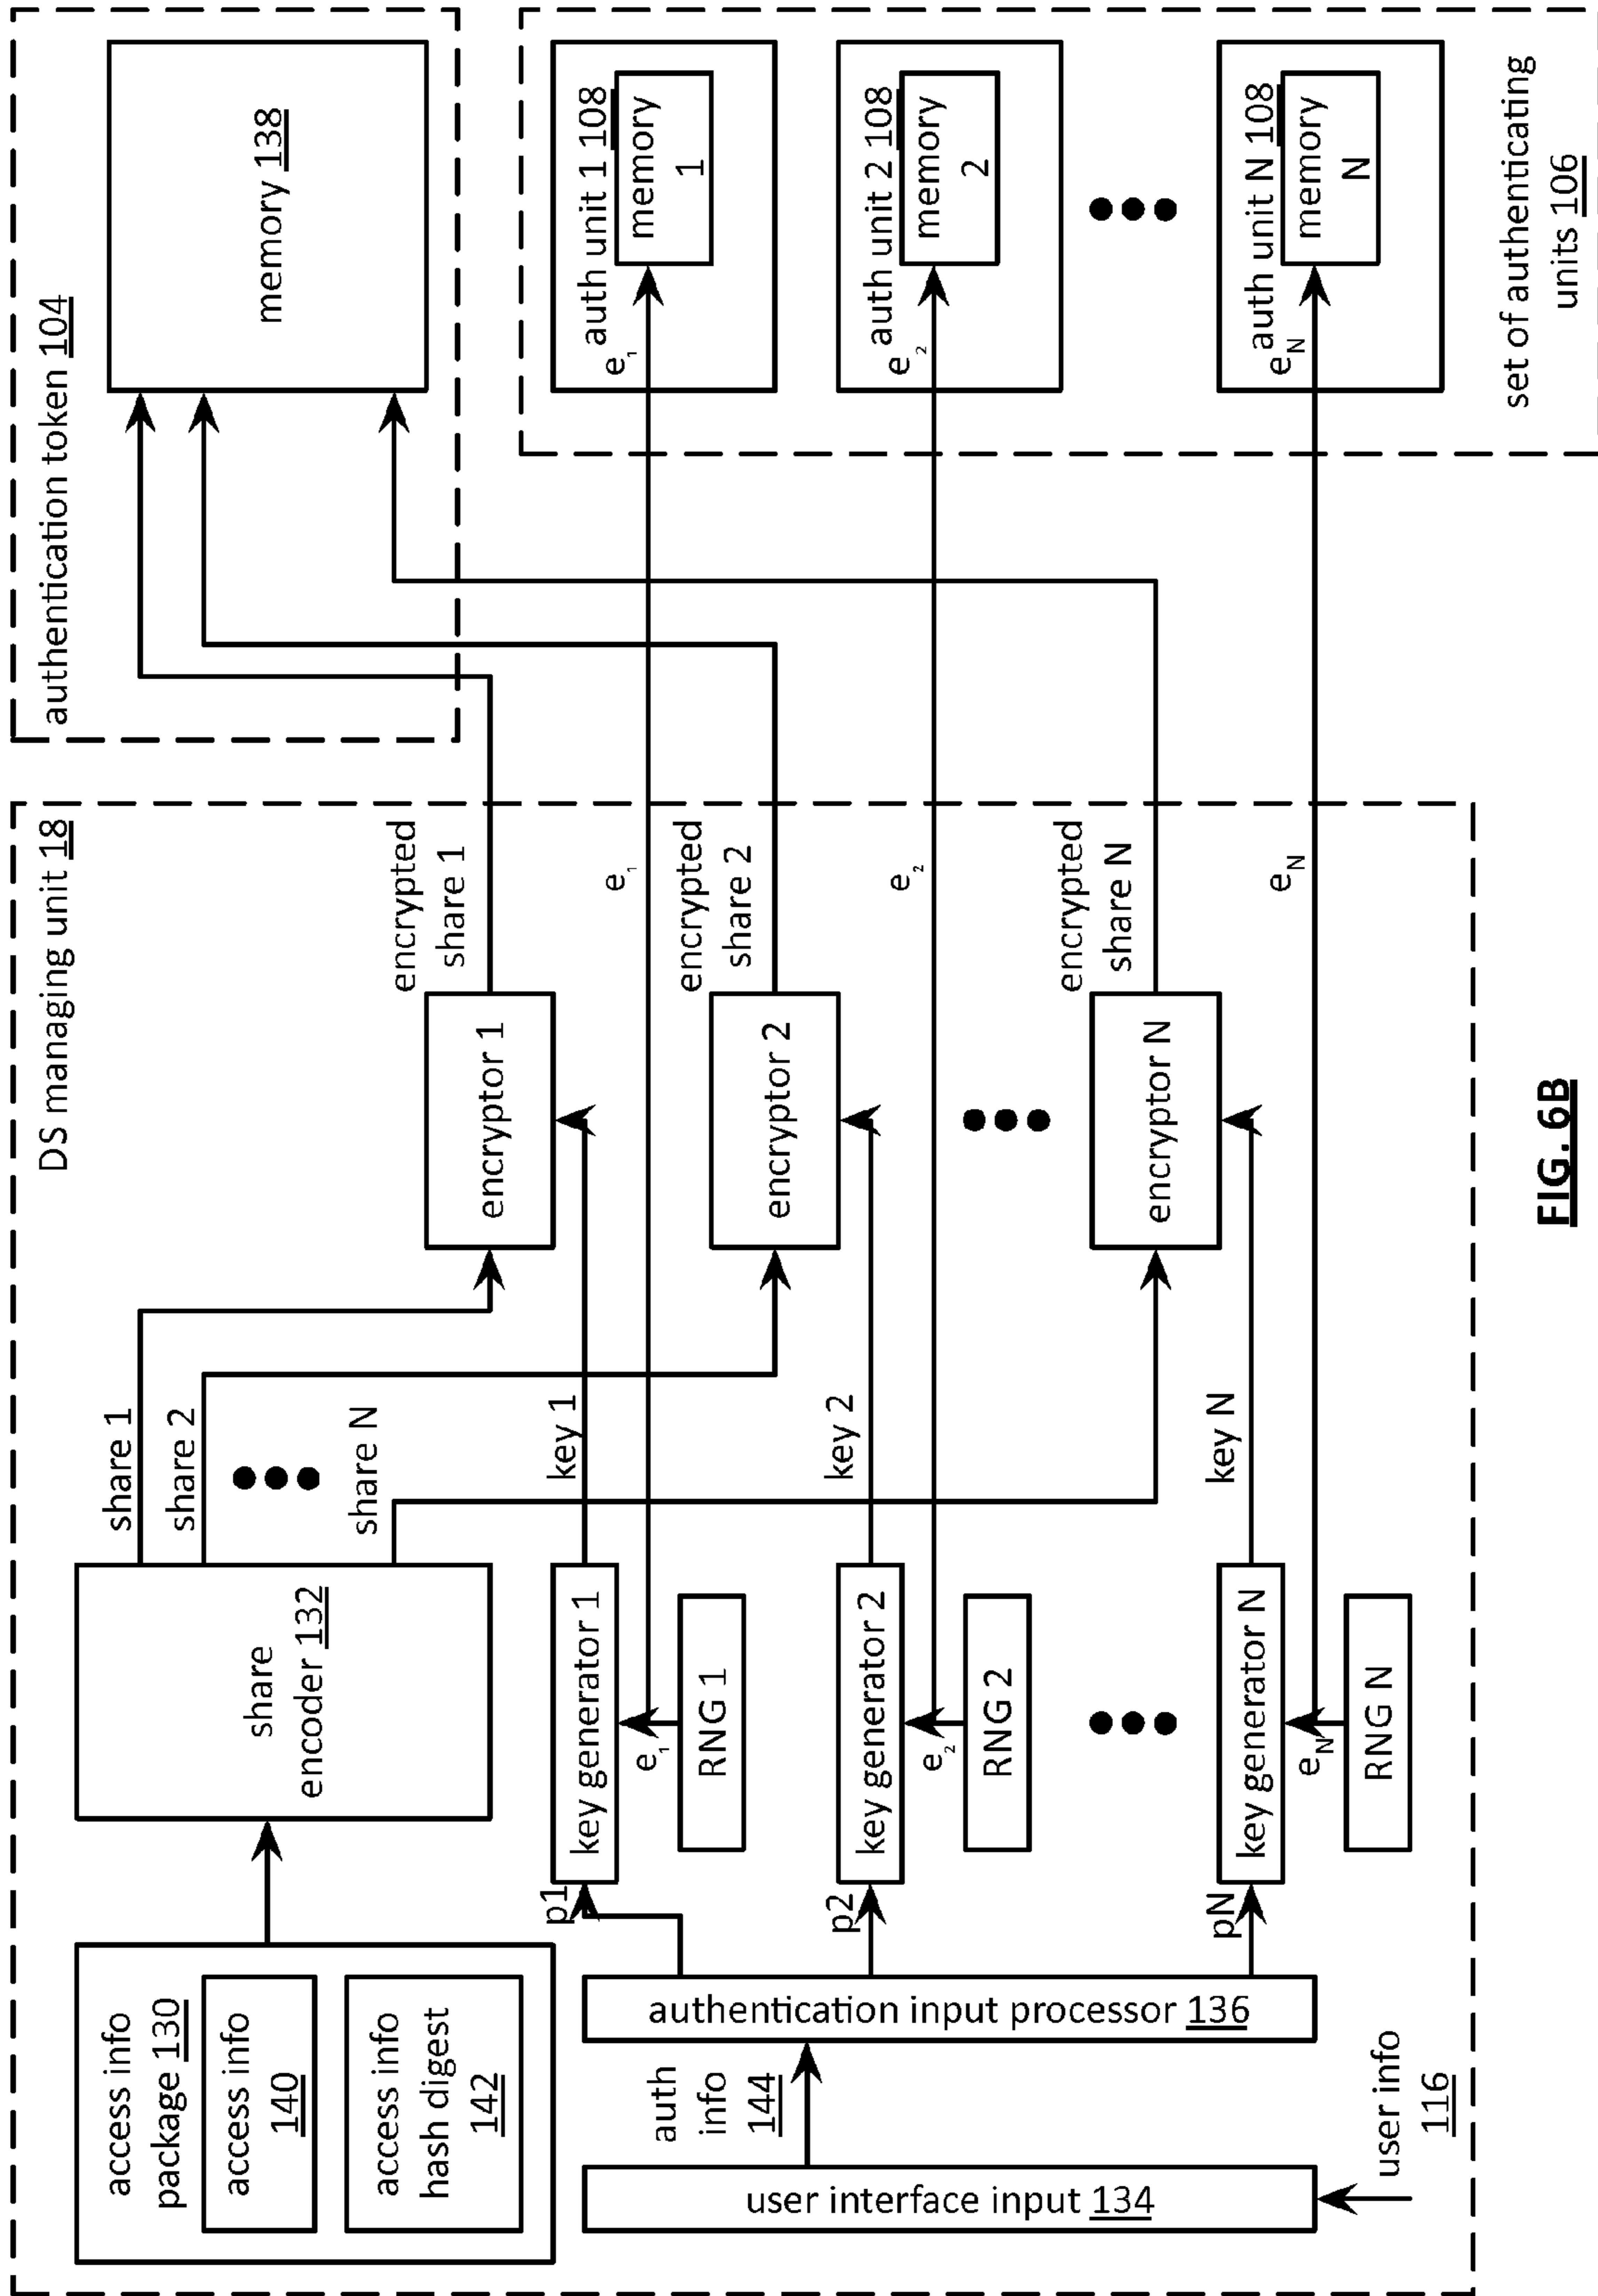 DS managing unit 18
access info
package 130
access info
140
access info
hash digest
142
share
encoder 132
share 1
share 2
share N
encrypted
share 1
encryptor 1
authentication token 104
memory 138
key generator 1
p1
key 1
e1
RNG 1
e1
e1
auth unit 1 108
memory
1
encrypted
share 2
encryptor 2
key generator 2
p2
key 2
e2
RNG 2
e2
e2
auth unit 2 108
memory
2
encrypted
share N
encryptor N
key generator N
pN
key N
eN
RNG N
eN
eN
auth unit N 108
memory
N
set of authenticating
units 106
user interface input 134
auth
info
144
authentication input processor 136
user info
116
FIG. 6B